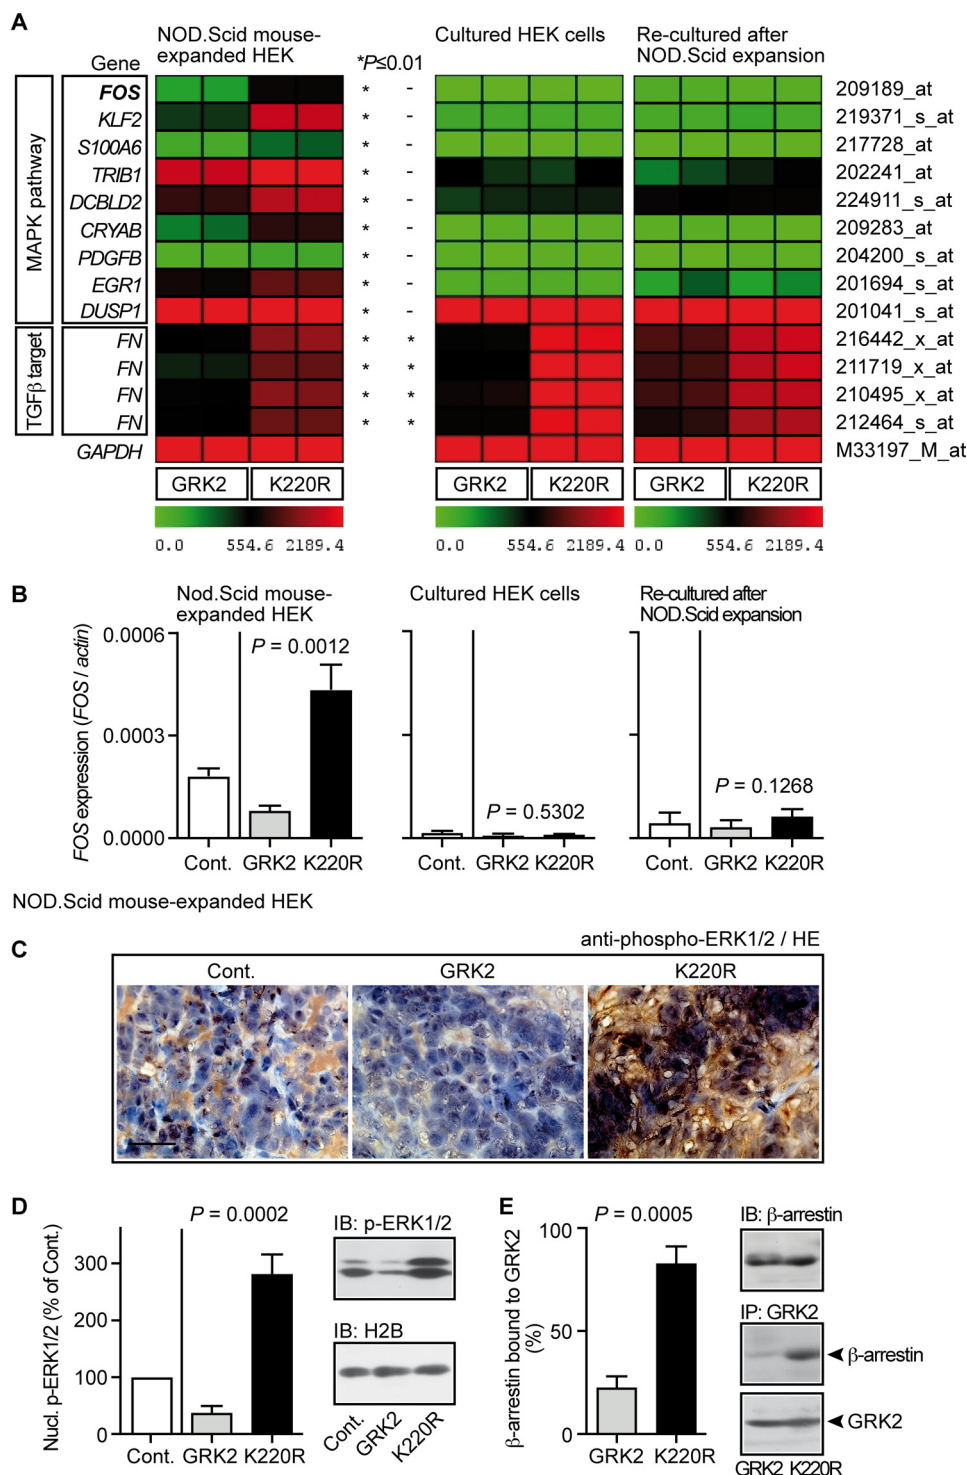 A
NOD.Scid mouse-
expanded HEK
Cultured HEK cells
Re-cultured after
NOD.Scid expansion
Gene
*P≤0.01
MAPK pathway
FOS * - 209189_at
KLF2 * - 219371_s_at
S100A6 * - 217728_at
TRIB1 * - 202241_at
DCBLD2 * - 224911_s_at
CRYAB * - 209283_at
PDGFB * - 204200_s_at
EGR1 * - 201694_s_at
DUSP1 * - 201041_s_at
TGFβ target
FN * * 216442_x_at
FN * * 211719_x_at
FN * * 210495_x_at
FN * * 212464_s_at
GAPDH M33197_M_at
GRK2 K220R GRK2 K220R GRK2 K220R
0.0 554.6 2189.4 0.0 554.6 2189.4 0.0 554.6 2189.4
B
Nod.Scid mouse-
expanded HEK
Cultured HEK cells
Re-cultured after
NOD.Scid expansion
FOS expression (FOS / actin)
0.0006
0.0003
0.0000
P = 0.0012
P = 0.5302
P = 0.1268
Cont. GRK2 K220R Cont. GRK2 K220R Cont. GRK2 K220R
NOD.Scid mouse-expanded HEK
C
anti-phospho-ERK1/2 / HE
Cont. GRK2 K220R
D
Nucl. p-ERK1/2 (% of Cont.)
300
200
100
0
P = 0.0002
Cont. GRK2 K220R
IB: p-ERK1/2
IB: H2B
Cont.
GRK2
K220R
E
β-arrestin bound to GRK2
(%)
100
50
0
P = 0.0005
GRK2 K220R
IB: β-arrestin
IP: GRK2
β-arrestin
GRK2
GRK2 K220R